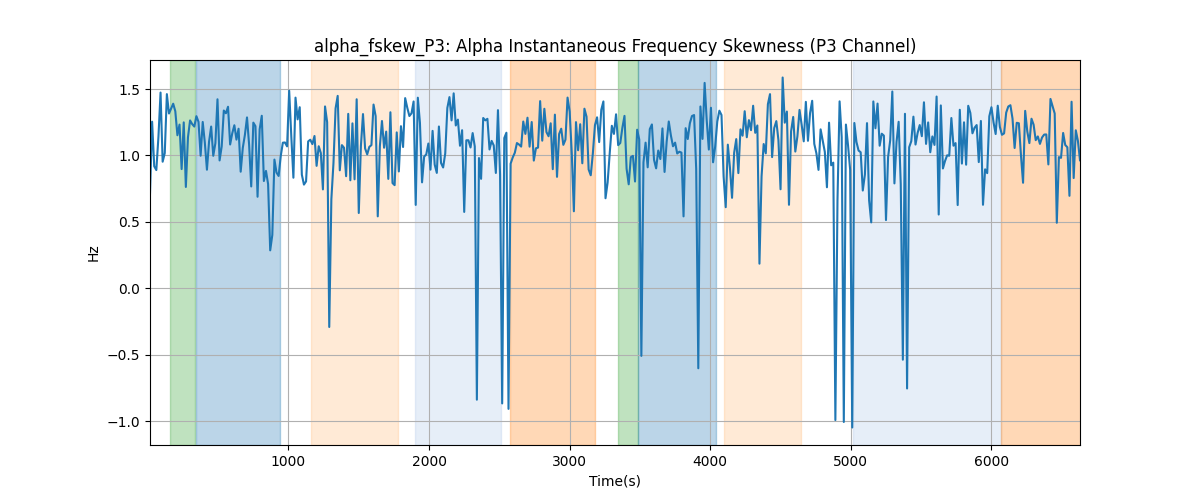 alpha_fskew_P3: Alpha Instantaneous Frequency Skewness (P3 Channel)
1.5
1.0
0.5
0.0
−0.5
−1.0
Hz
1000 2000 3000 4000 5000 6000
Time(s)